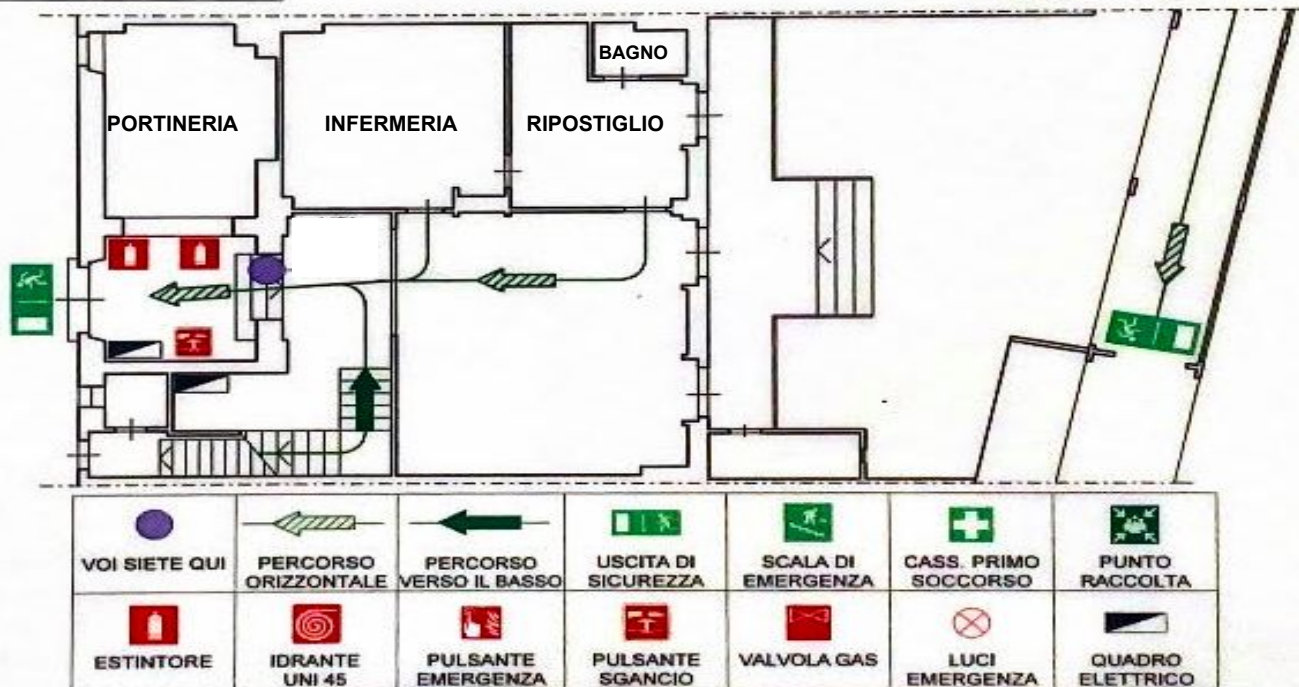 BAGNO
PORTINERIA
INFERMERIA
RIPOSTIGLIO
VOI SIETE QUI
PERCORSO
ORIZZONTALE
PERCORSO
VERSO IL BASSO
USCITA DI
SICUREZZA
SCALA DI
EMERGENZA
CASS. PRIMO
SOCCORSO
PUNTO
RACCOLTA
ESTINTORE
IDRANTE
UNI 45
PULSANTE
EMERGENZA
PULSANTE
SGANCIO
VALVOLA GAS
LUCI
EMERGENZA
QUADRO
ELETTRICO